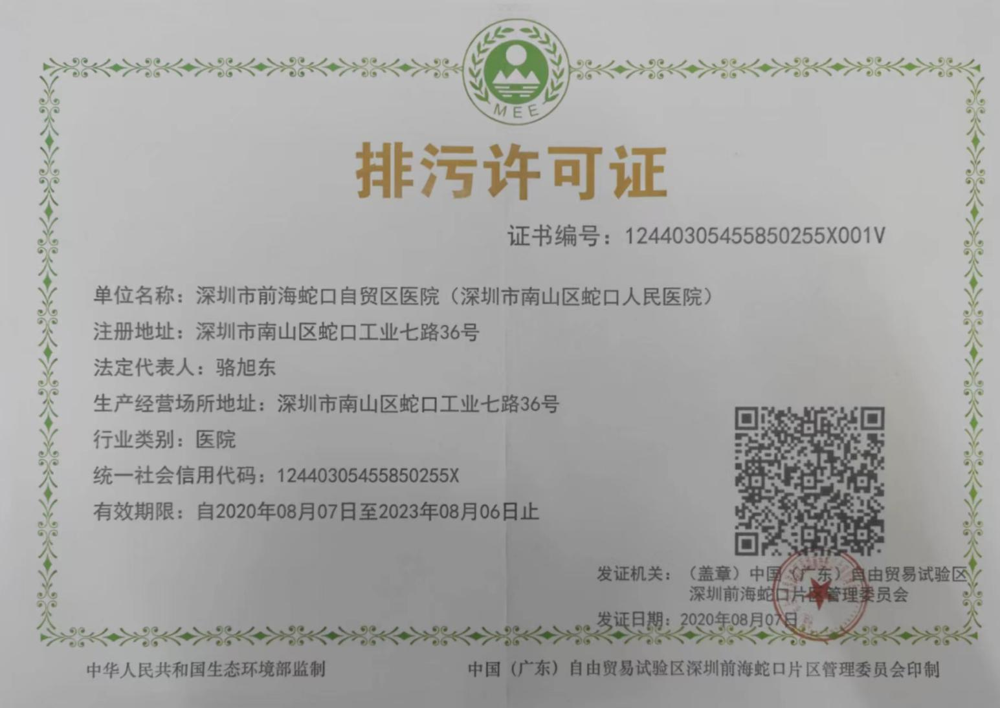 MEE
排污许可证
证书编号：12440305455850255X001V
单位名称：深圳市前海蛇口自贸区医院（深圳市南山区蛇口人民医院）
注册地址：深圳市南山区蛇口工业七路36号
法定代表人：骆旭东
生产经营场所地址：深圳市南山区蛇口工业七路36号
行业类别：医院
统一社会信用代码：12440305455850255X
有效期限：自2020年08月07日至2023年08月06日止
发证机关：（盖章）中国（广东）自由贸易试验区
深圳前海蛇口片区管理委员会
发证日期：2020年08月07日
中华人民共和国生态环境部监制
中国（广东）自由贸易试验区深圳前海蛇口片区管理委员会印制